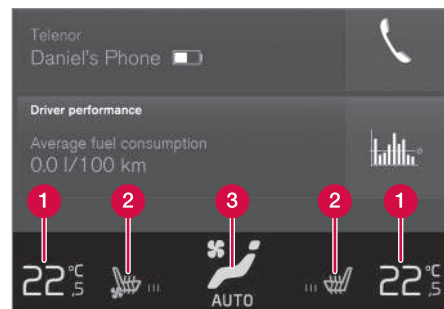 Telenor
Daniel's Phone
Driver performance
Average fuel consumption
0.0 l/100 km
1 2 3 2 1
22 °C ,5 22 °C ,5
AUTO